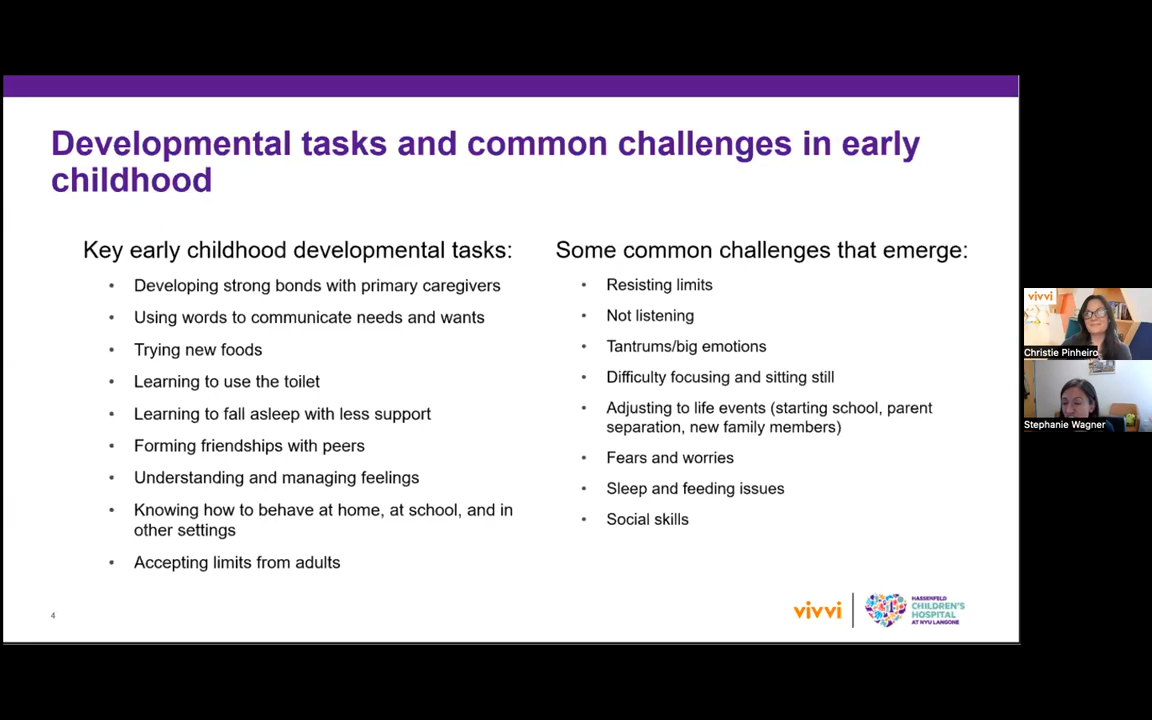 Developmental tasks and common challenges in early
childhood
Key early childhood developmental tasks:
• Developing strong bonds with primary caregivers
• Using words to communicate needs and wants
• Trying new foods
• Learning to use the toilet
• Learning to fall asleep with less support
• Forming friendships with peers
• Understanding and managing feelings
• Knowing how to behave at home, at school, and in
other settings
• Accepting limits from adults
Some common challenges that emerge:
• Resisting limits
• Not listening
• Tantrums/big emotions
• Difficulty focusing and sitting still
• Adjusting to life events (starting school, parent
separation, new family members)
• Fears and worries
• Sleep and feeding issues
• Social skills
4
vivvi
HASSENFELD
CHILDREN'S
HOSPITAL
AT NYU LANGONE
vivvi
Christie Pinheiro
Stephanie Wagner